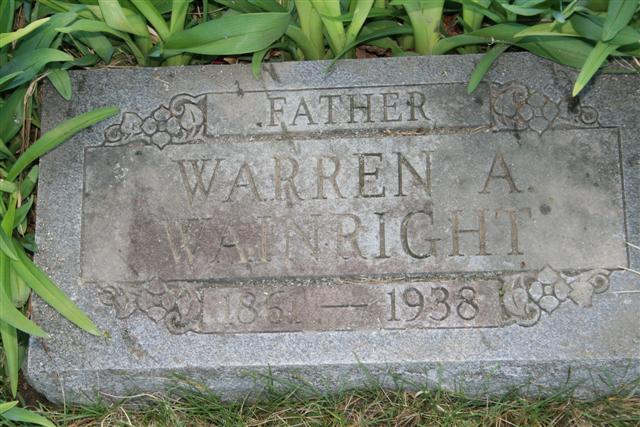 FATHER
WARREN A.
WAINRIGHT
1861 — 1938